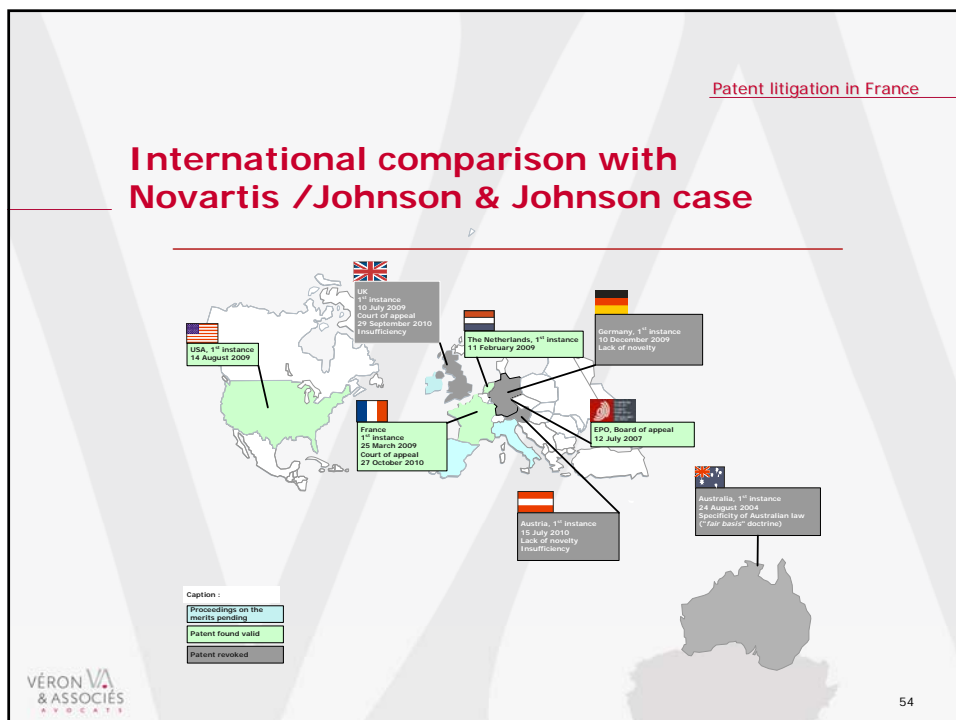 Patent litigation in France
International comparison with
Novartis /Johnson & Johnson case
UK
1st instance
10 July 2009
Court of appeal
29 September 2010
Insufficiency
USA, 1st instance
14 August 2009
The Netherlands, 1st instance
11 February 2009
Germany, 1st instance
10 December 2009
Lack of novelty
France
1st instance
25 March 2009
Court of appeal
27 October 2010
EPO, Board of appeal
12 July 2007
Austria, 1st instance
15 July 2010
Lack of novelty
Insufficiency
Australia, 1st instance
24 August 2004
Specificity of Australian law
("fair basis" doctrine)
Caption :
Proceedings on the
merits pending
Patent found valid
Patent revoked
VÉRON VA
& ASSOCIÉS
AVOCATS
54